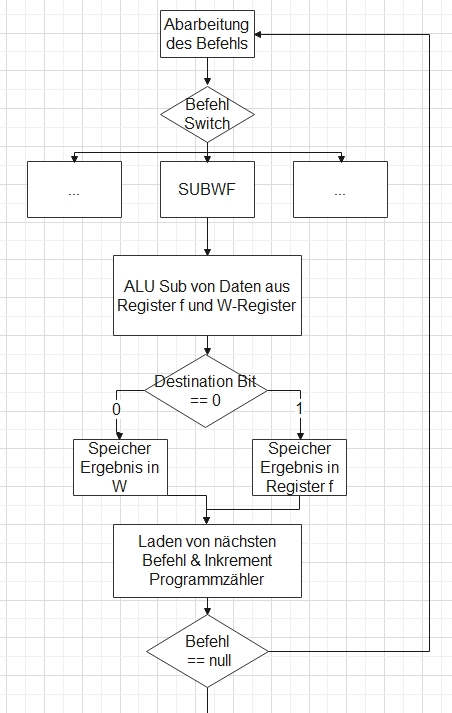 Abarbeitung
des Befehls
Befehl
Switch
...
SUBWF
...
ALU Sub von Daten aus
Register f und W-Register
Destination Bit
== 0
0
1
Speicher
Ergebnis in
W
Speicher
Ergebnis in
Register f
Laden von nächsten
Befehl & Inkrement
Programmzähler
Befehl
== null